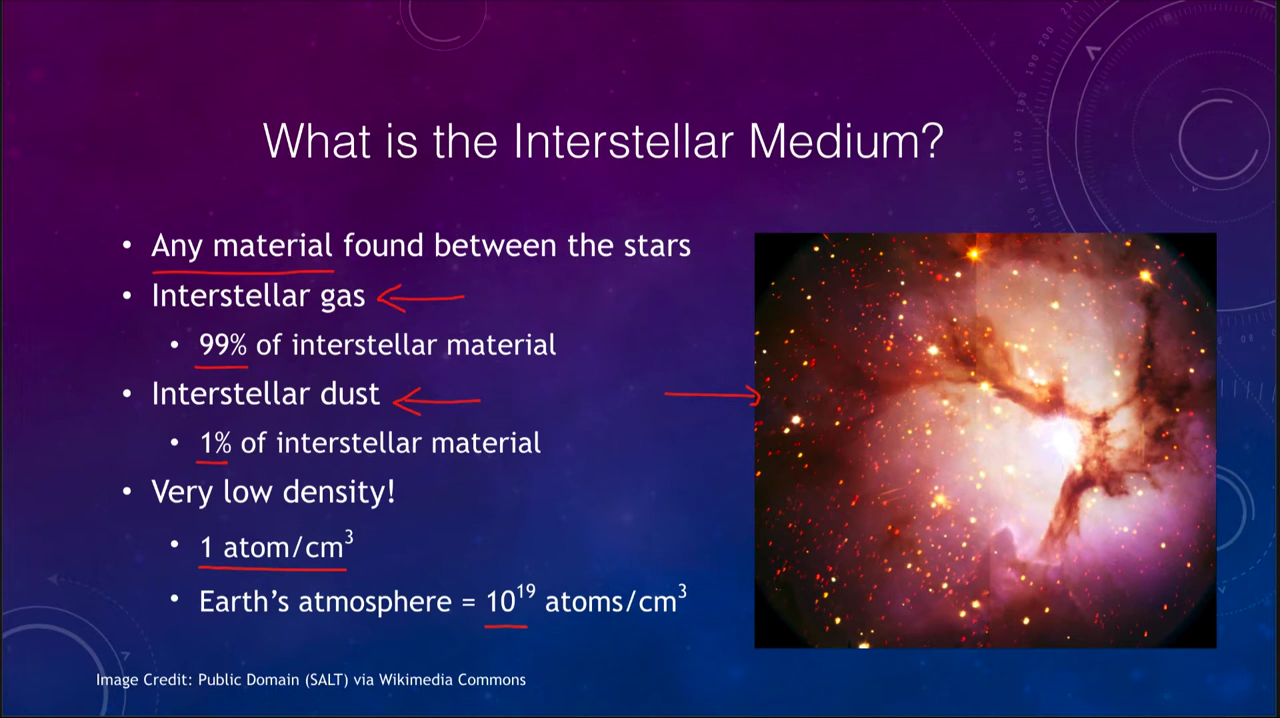 What is the Interstellar Medium?
• Any material found between the stars
• Interstellar gas
• 99% of interstellar material
• Interstellar dust
• 1% of interstellar material
• Very low density!
• 1 atom/cm³
• Earth's atmosphere = 10¹⁹ atoms/cm³
Image Credit: Public Domain (SALT) via Wikimedia Commons